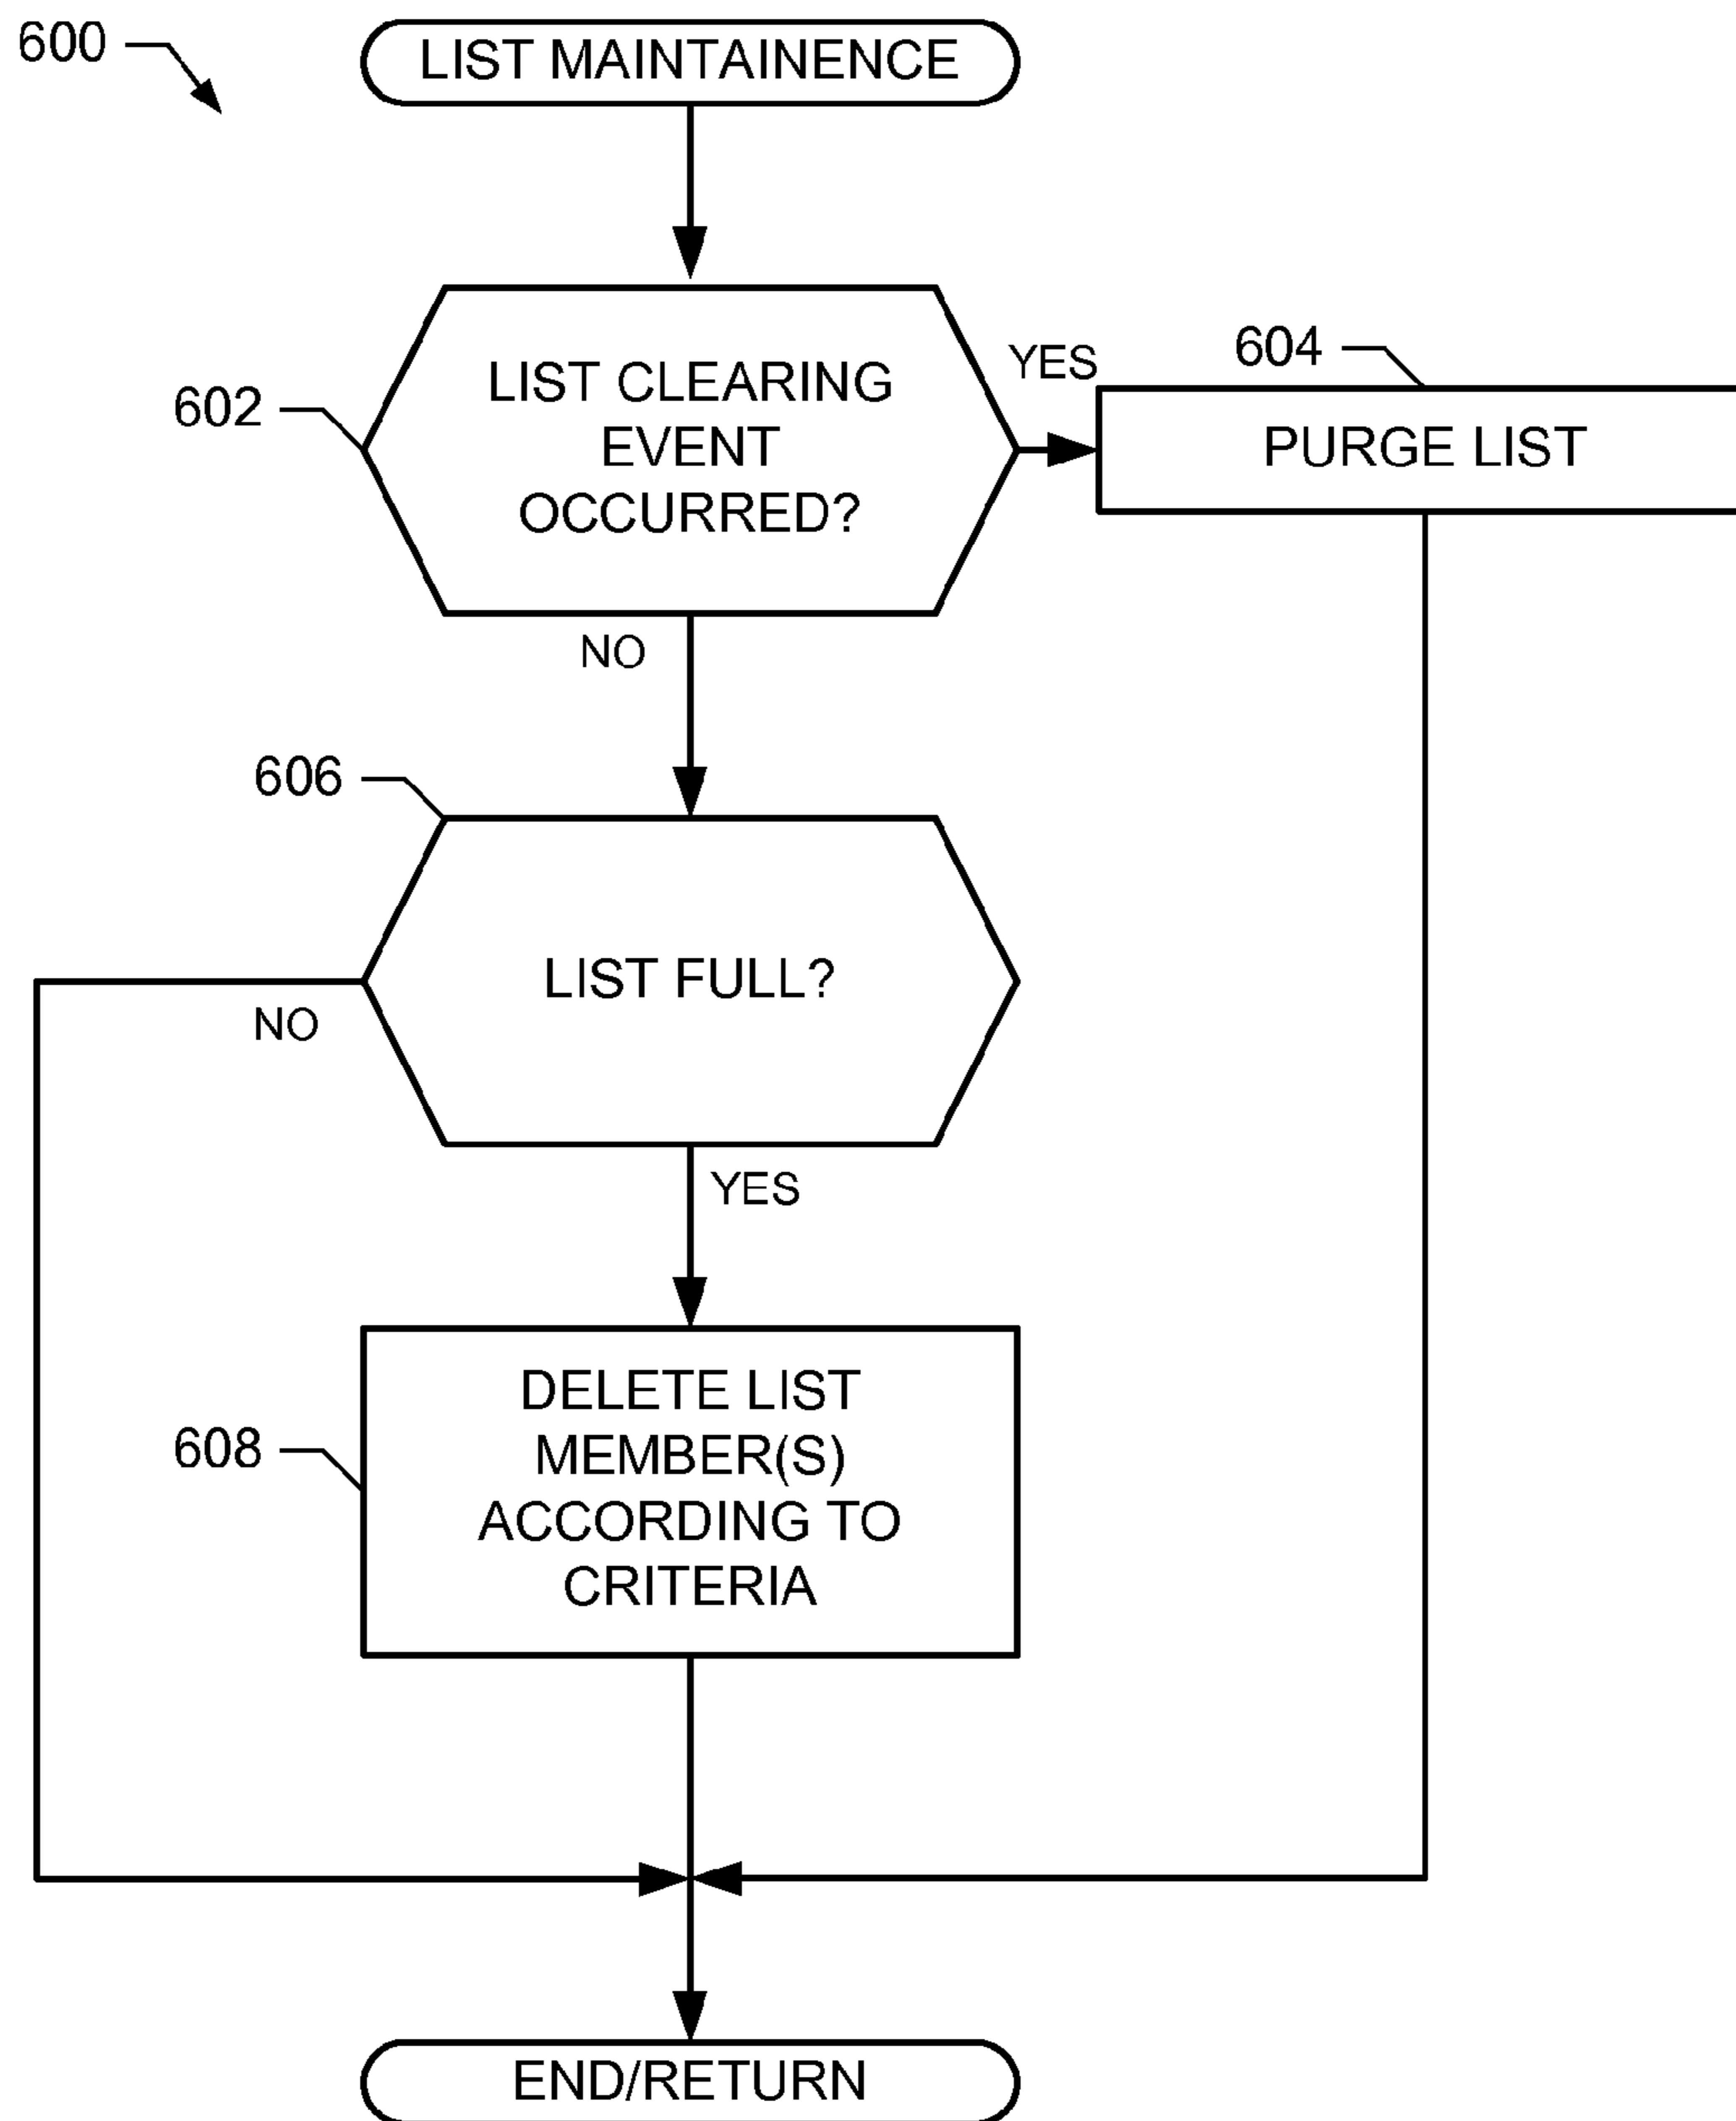 600
LIST MAINTAINENCE
LIST CLEARING
EVENT
OCCURRED?
602
YES
604
PURGE LIST
NO
606
LIST FULL?
NO
YES
DELETE LIST
MEMBER(S)
ACCORDING TO
CRITERIA
608
END/RETURN